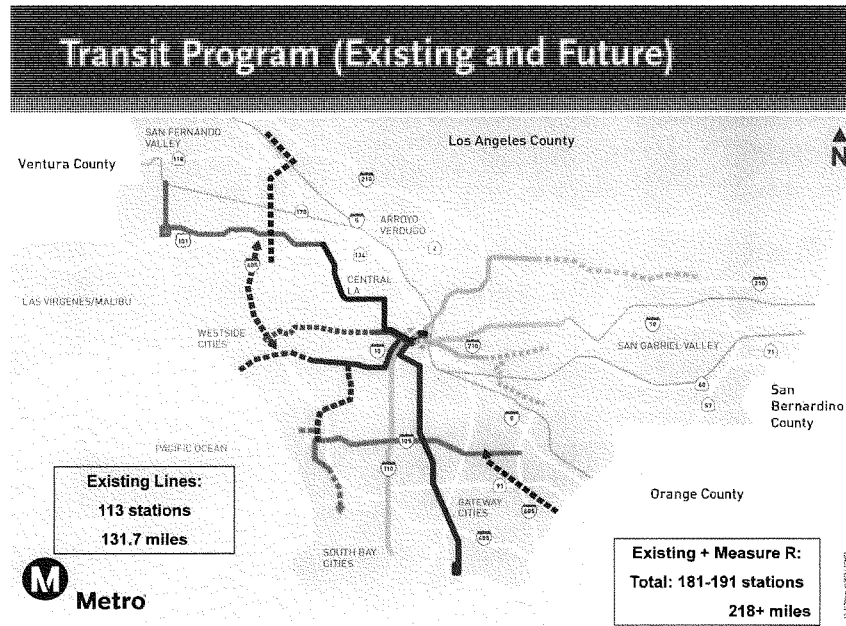 Transit Program (Existing and Future)
SAN FERNANDO
VALLEY
Los Angeles County
N
Ventura County
118
210
170
5
ARROYO
VERDUGO
2
101
134
405
CENTRAL
LA
LAS VIRGENES/MALIBU
210
WESTSIDE
CITIES
10
10
710
SAN GABRIEL VALLEY
71
60
57
San
Bernardino
County
5
PACIFIC OCEAN
105
110
91
605
Orange County
GATEWAY
CITIES
405
SOUTH BAY
CITIES
Existing Lines:
113 stations
131.7 miles
Existing + Measure R:
Total: 181-191 stations
218+ miles
M
Metro